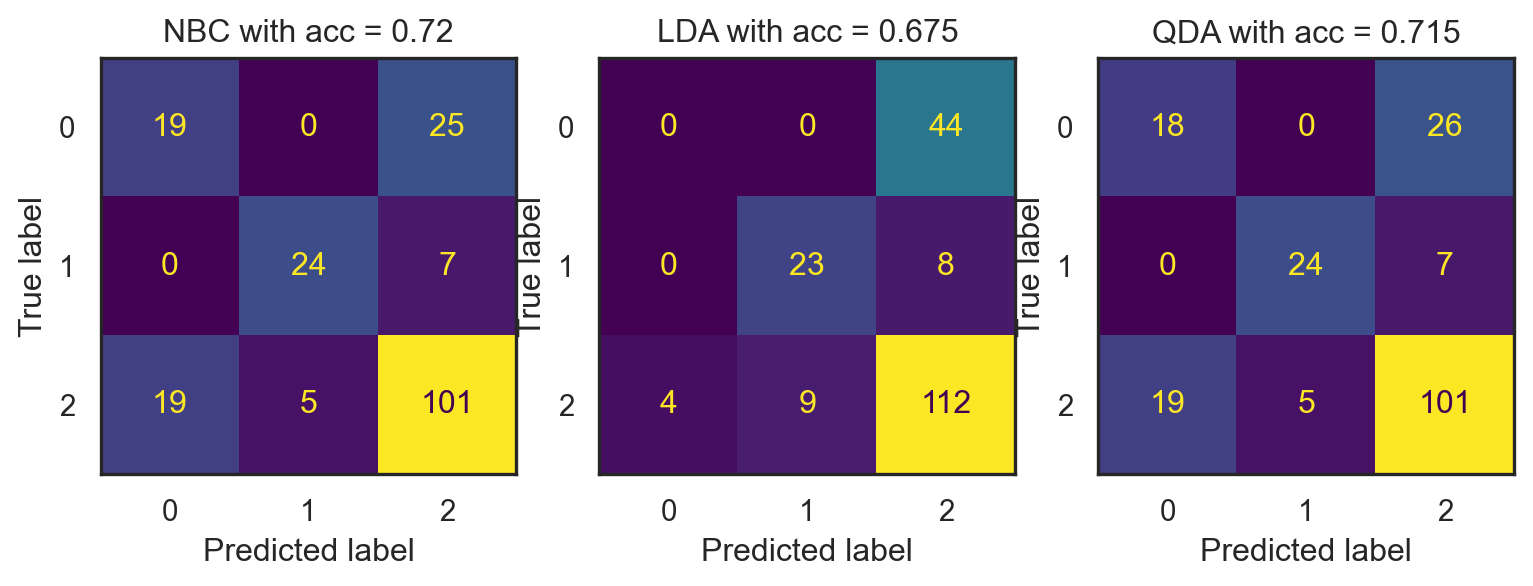 NBC with acc = 0.72
0 19 0 25
1 0 24 7
2 19 5 101
0 1 2
Predicted label
True label
LDA with acc = 0.675
0 0 0 44
1 0 23 8
2 4 9 112
0 1 2
Predicted label
True label
QDA with acc = 0.715
0 18 0 26
1 0 24 7
2 19 5 101
0 1 2
Predicted label
True label